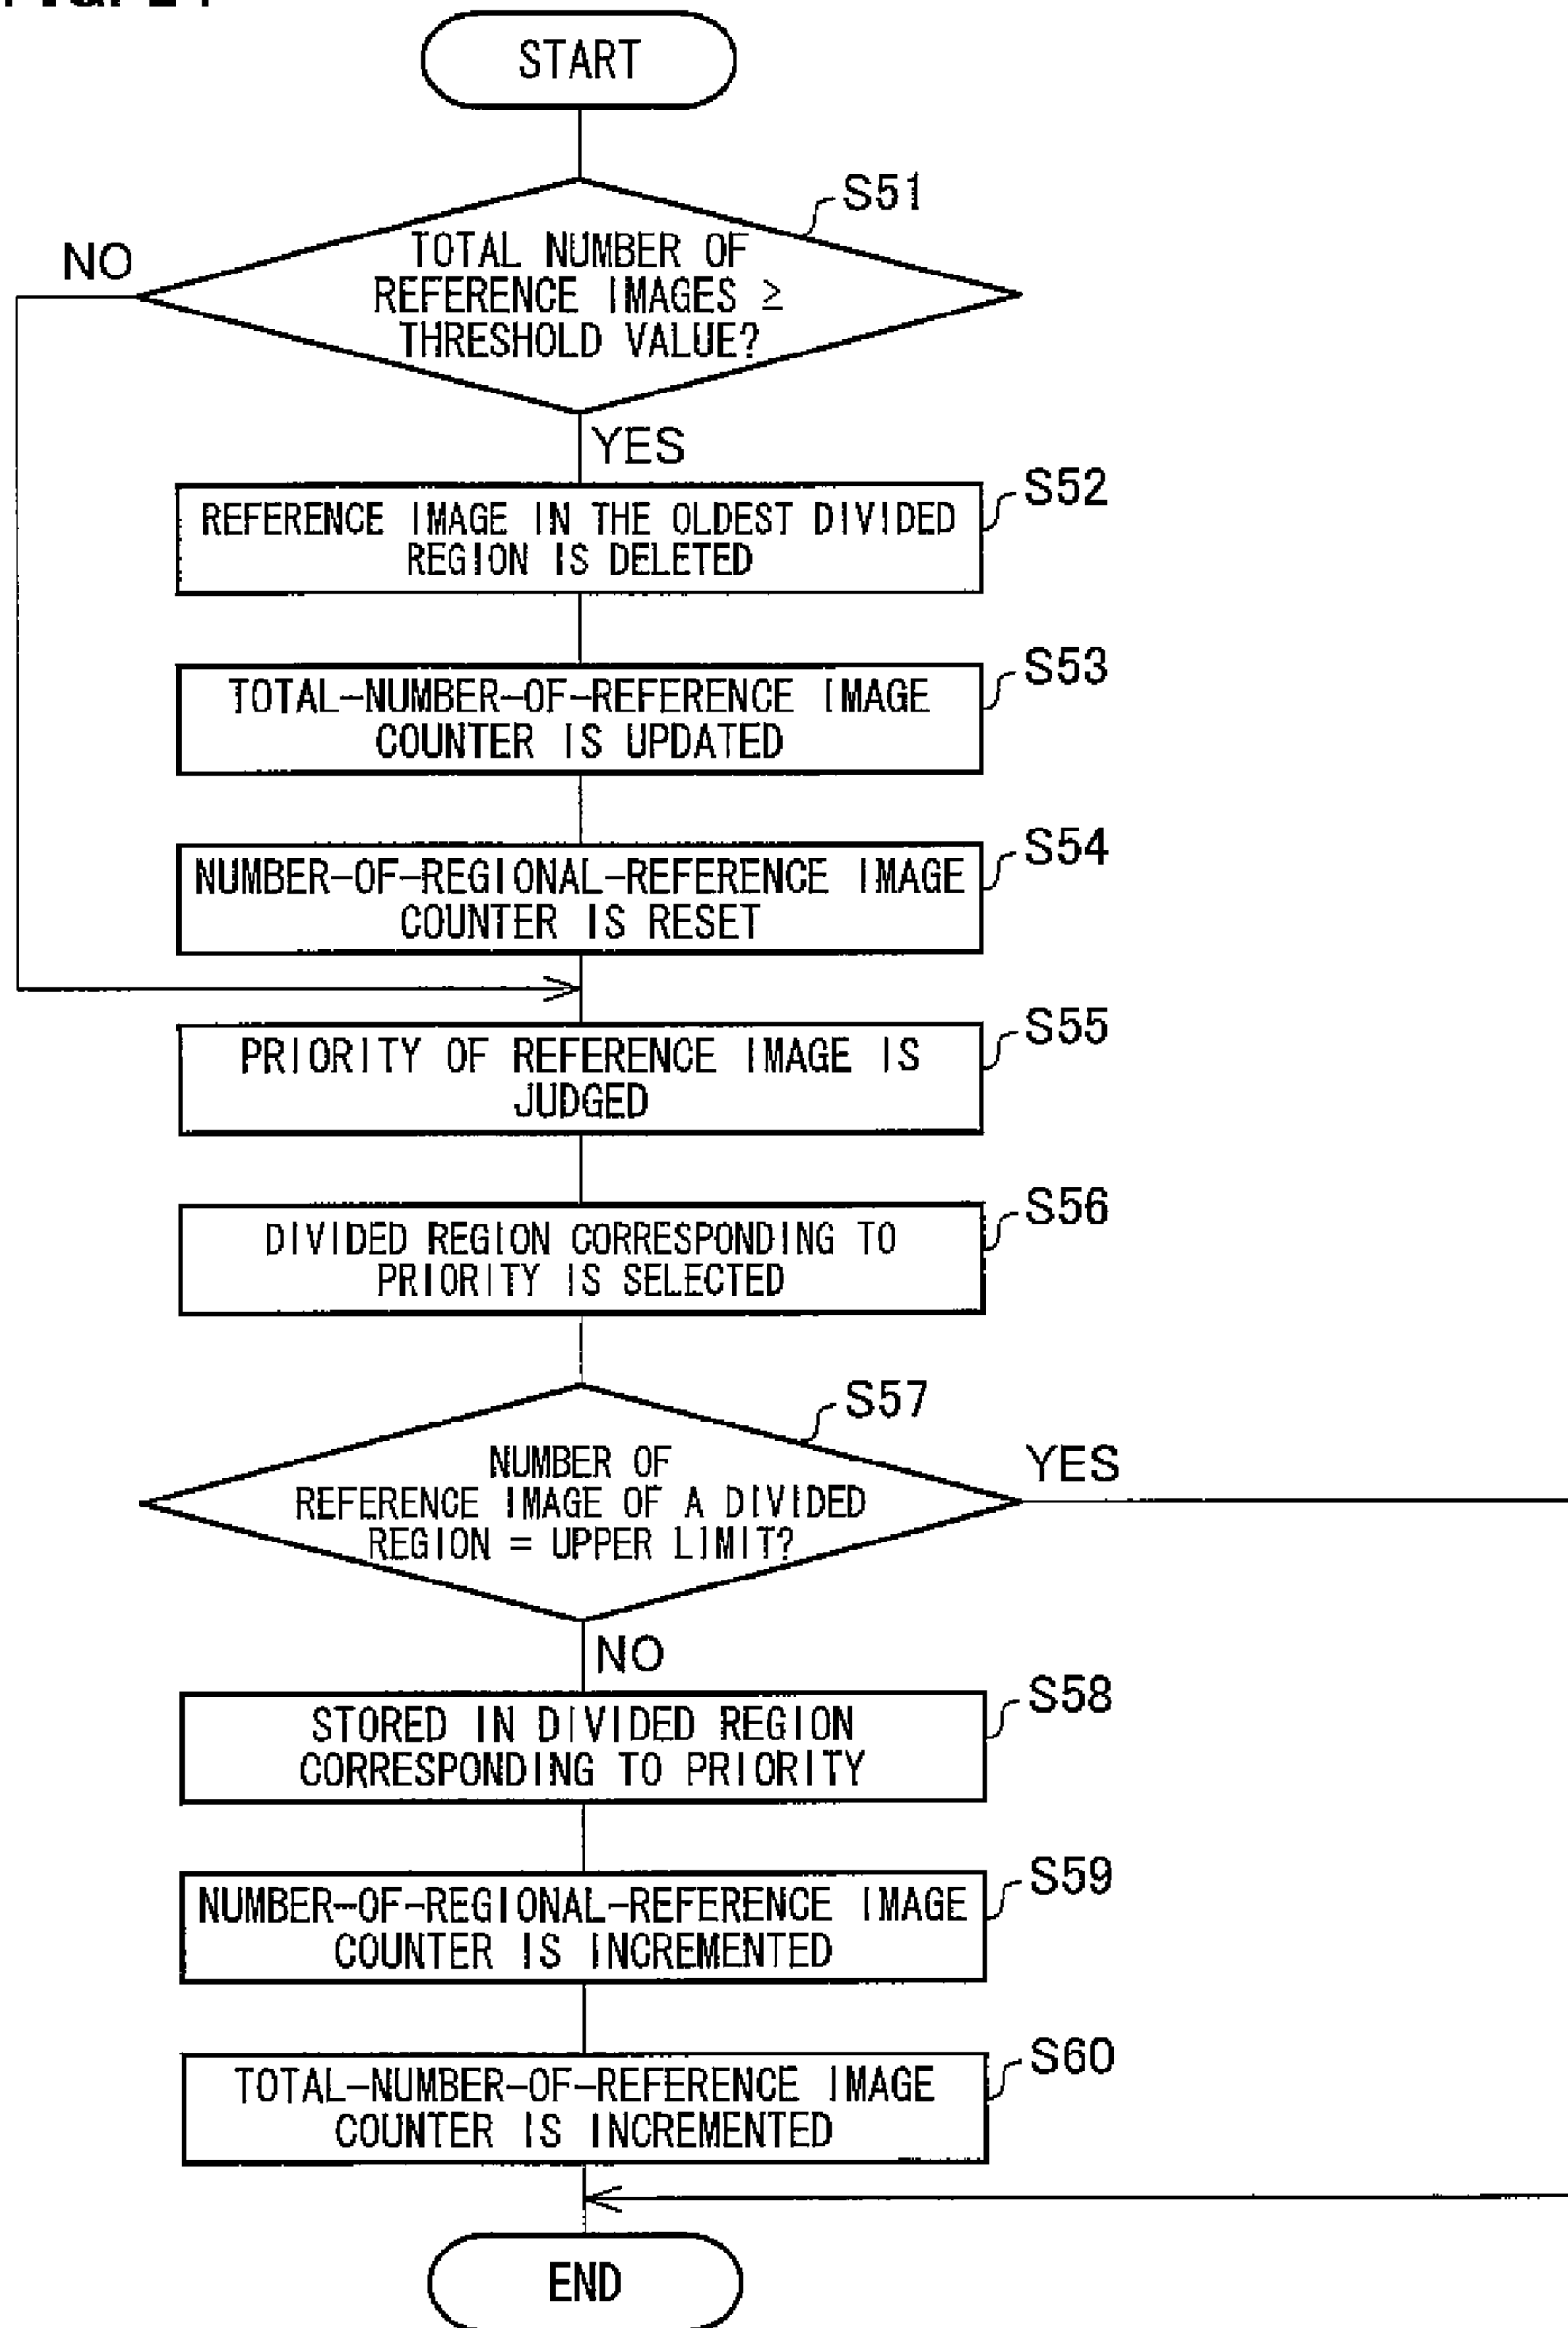 START
S51
NO
TOTAL NUMBER OF
REFERENCE IMAGES ≥
THRESHOLD VALUE?
YES
S52
REFERENCE IMAGE IN THE OLDEST DIVIDED
REGION IS DELETED
S53
TOTAL-NUMBER-OF-REFERENCE IMAGE
COUNTER IS UPDATED
S54
NUMBER-OF-REGIONAL-REFERENCE IMAGE
COUNTER IS RESET
S55
PRIORITY OF REFERENCE IMAGE IS
JUDGED
S56
DIVIDED REGION CORRESPONDING TO
PRIORITY IS SELECTED
S57
YES
NUMBER OF
REFERENCE IMAGE OF A DIVIDED
REGION = UPPER LIMIT?
NO
S58
STORED IN DIVIDED REGION
CORRESPONDING TO PRIORITY
S59
NUMBER-OF-REGIONAL-REFERENCE IMAGE
COUNTER IS INCREMENTED
S60
TOTAL-NUMBER-OF-REFERENCE IMAGE
COUNTER IS INCREMENTED
END